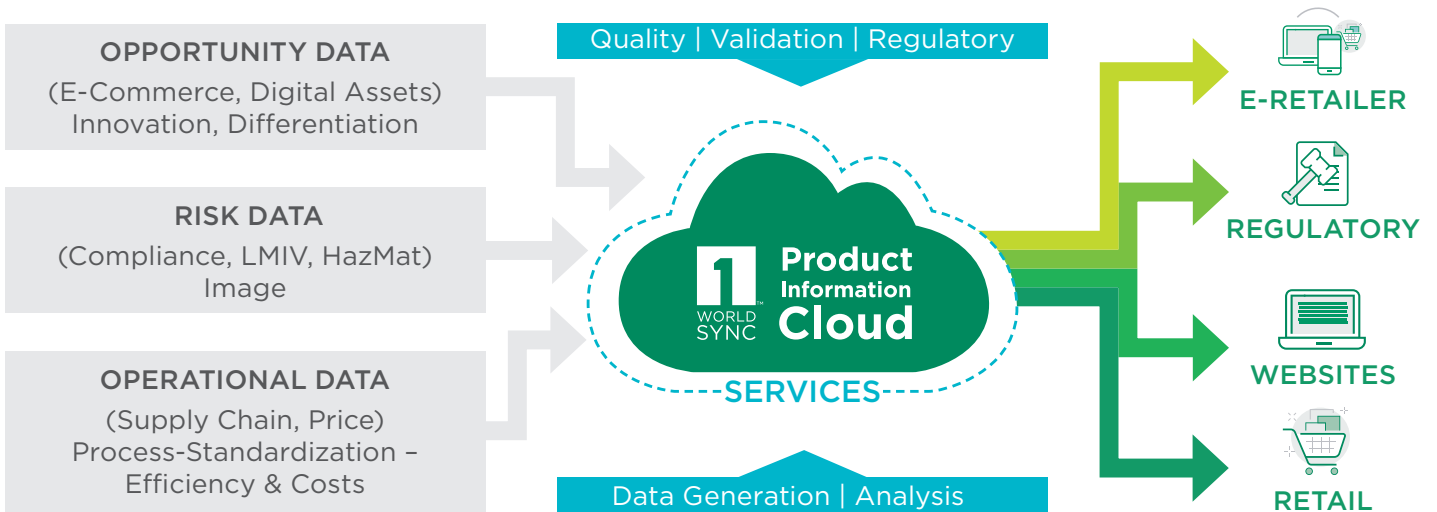 OPPORTUNITY DATA
(E-Commerce, Digital Assets)
Innovation, Differentiation
RISK DATA
(Compliance, LMIV, HazMat)
Image
OPERATIONAL DATA
(Supply Chain, Price)
Process-Standardization –
Efficiency & Costs
Quality | Validation | Regulatory
1
WORLD
SYNC™
Product
Information
Cloud
SERVICES
Data Generation | Analysis
E-RETAILER
REGULATORY
WEBSITES
RETAIL